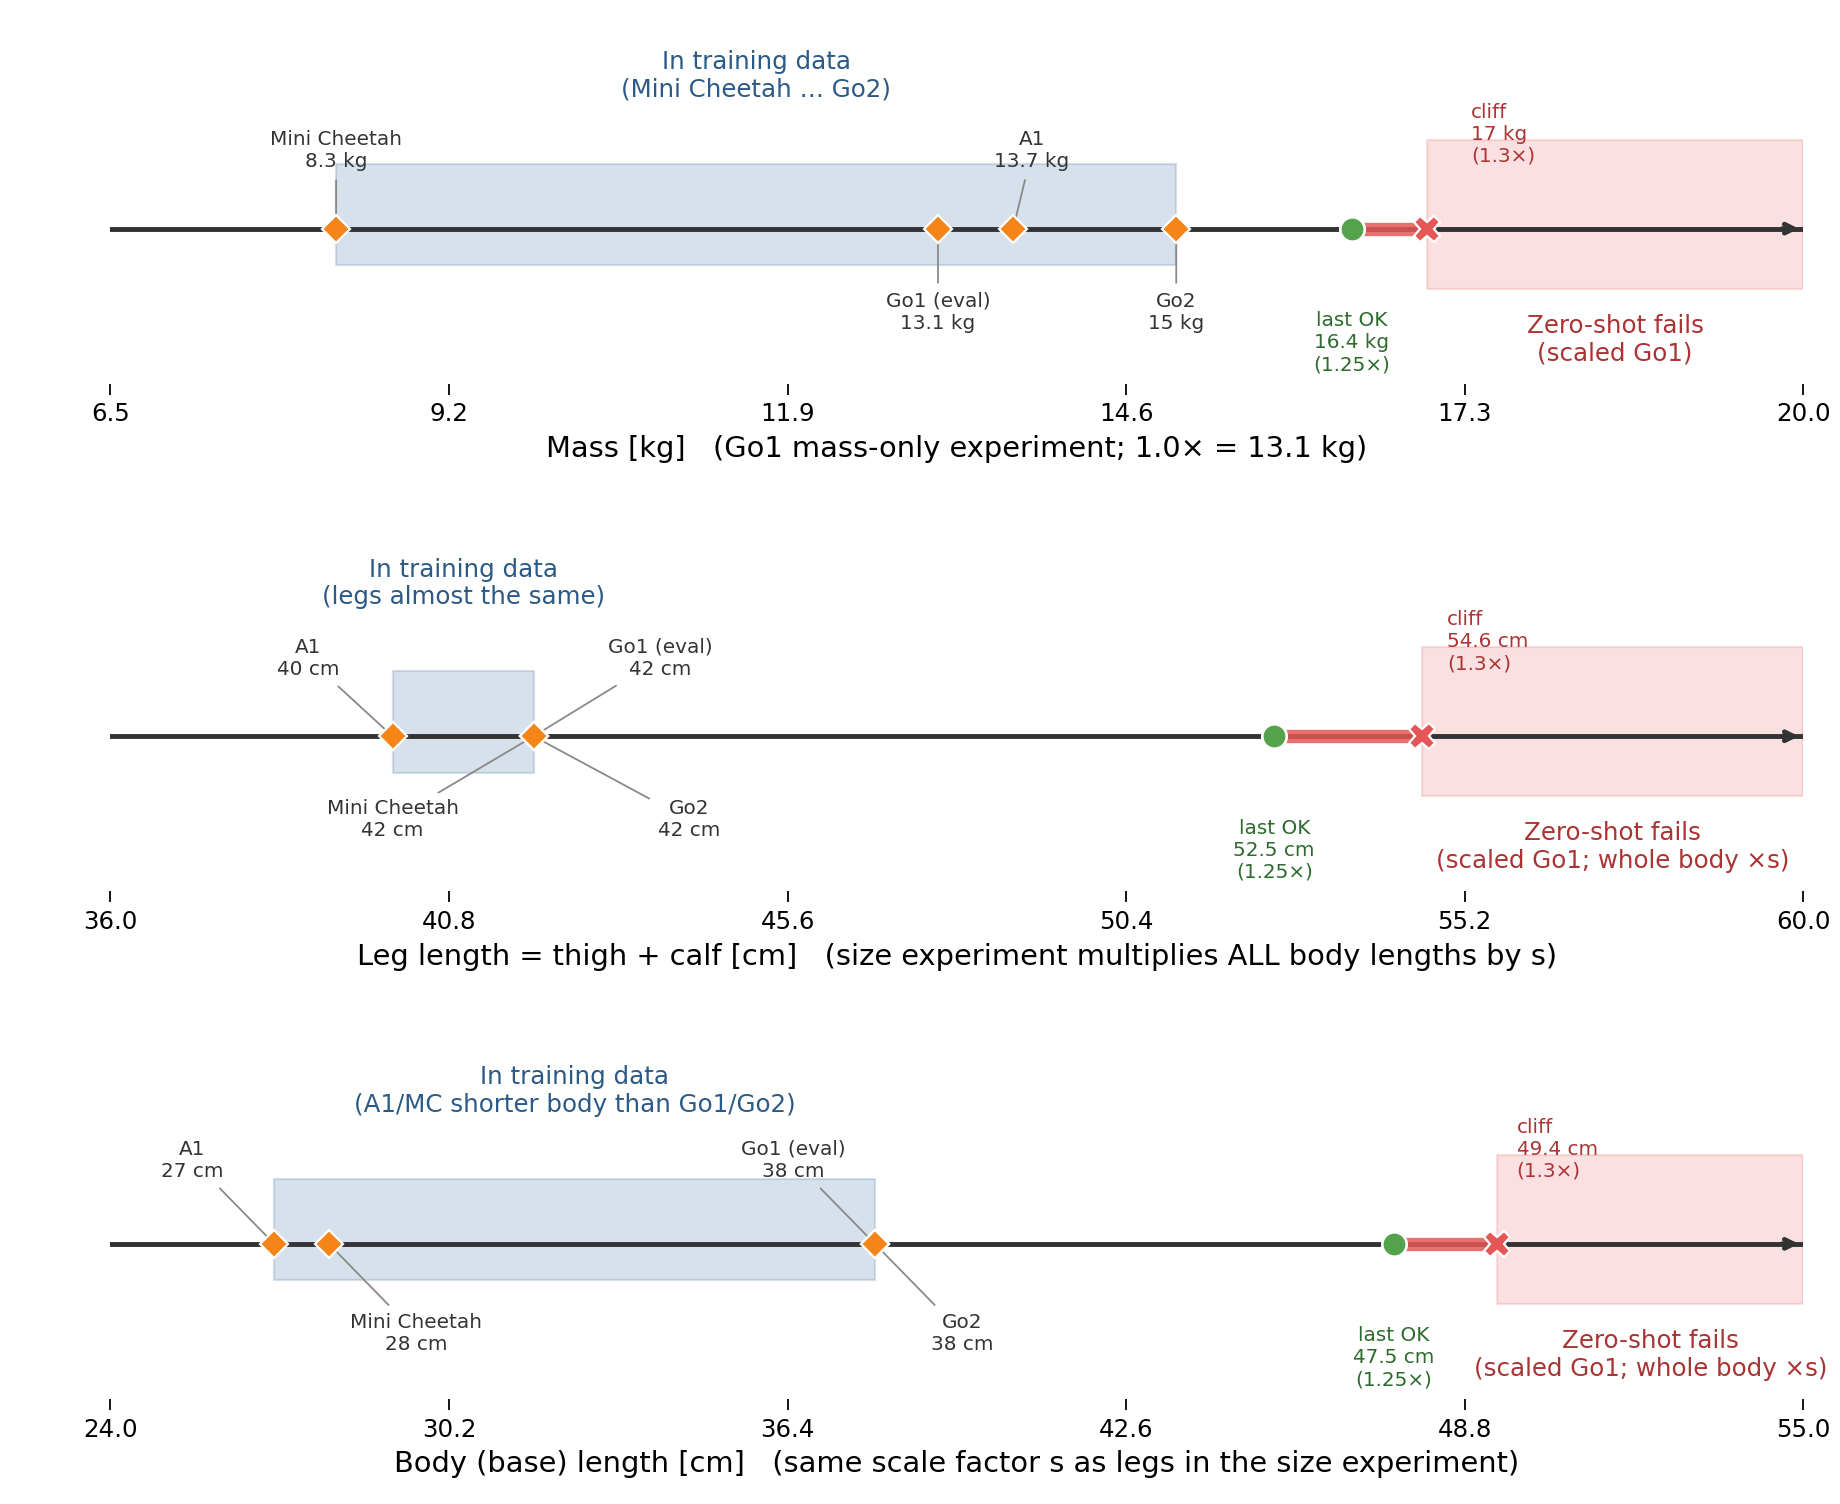 In training data
(Mini Cheetah … Go2)
cliff
17 kg
(1.3×)
Mini Cheetah
8.3 kg
A1
13.7 kg
Go1 (eval)
13.1 kg
Go2
15 kg
last OK
16.4 kg
(1.25×)
Zero-shot fails
(scaled Go1)
6.5 9.2 11.9 14.6 17.3 20.0
Mass [kg]   (Go1 mass-only experiment; 1.0× = 13.1 kg)
In training data
(legs almost the same)
cliff
54.6 cm
(1.3×)
A1
40 cm
Go1 (eval)
42 cm
Mini Cheetah
42 cm
Go2
42 cm
last OK
52.5 cm
(1.25×)
Zero-shot fails
(scaled Go1; whole body ×s)
36.0 40.8 45.6 50.4 55.2 60.0
Leg length = thigh + calf [cm]   (size experiment multiplies ALL body lengths by s)
In training data
(A1/MC shorter body than Go1/Go2)
cliff
49.4 cm
(1.3×)
A1
27 cm
Go1 (eval)
38 cm
Mini Cheetah
28 cm
Go2
38 cm
last OK
47.5 cm
(1.25×)
Zero-shot fails
(scaled Go1; whole body ×s)
24.0 30.2 36.4 42.6 48.8 55.0
Body (base) length [cm]   (same scale factor s as legs in the size experiment)